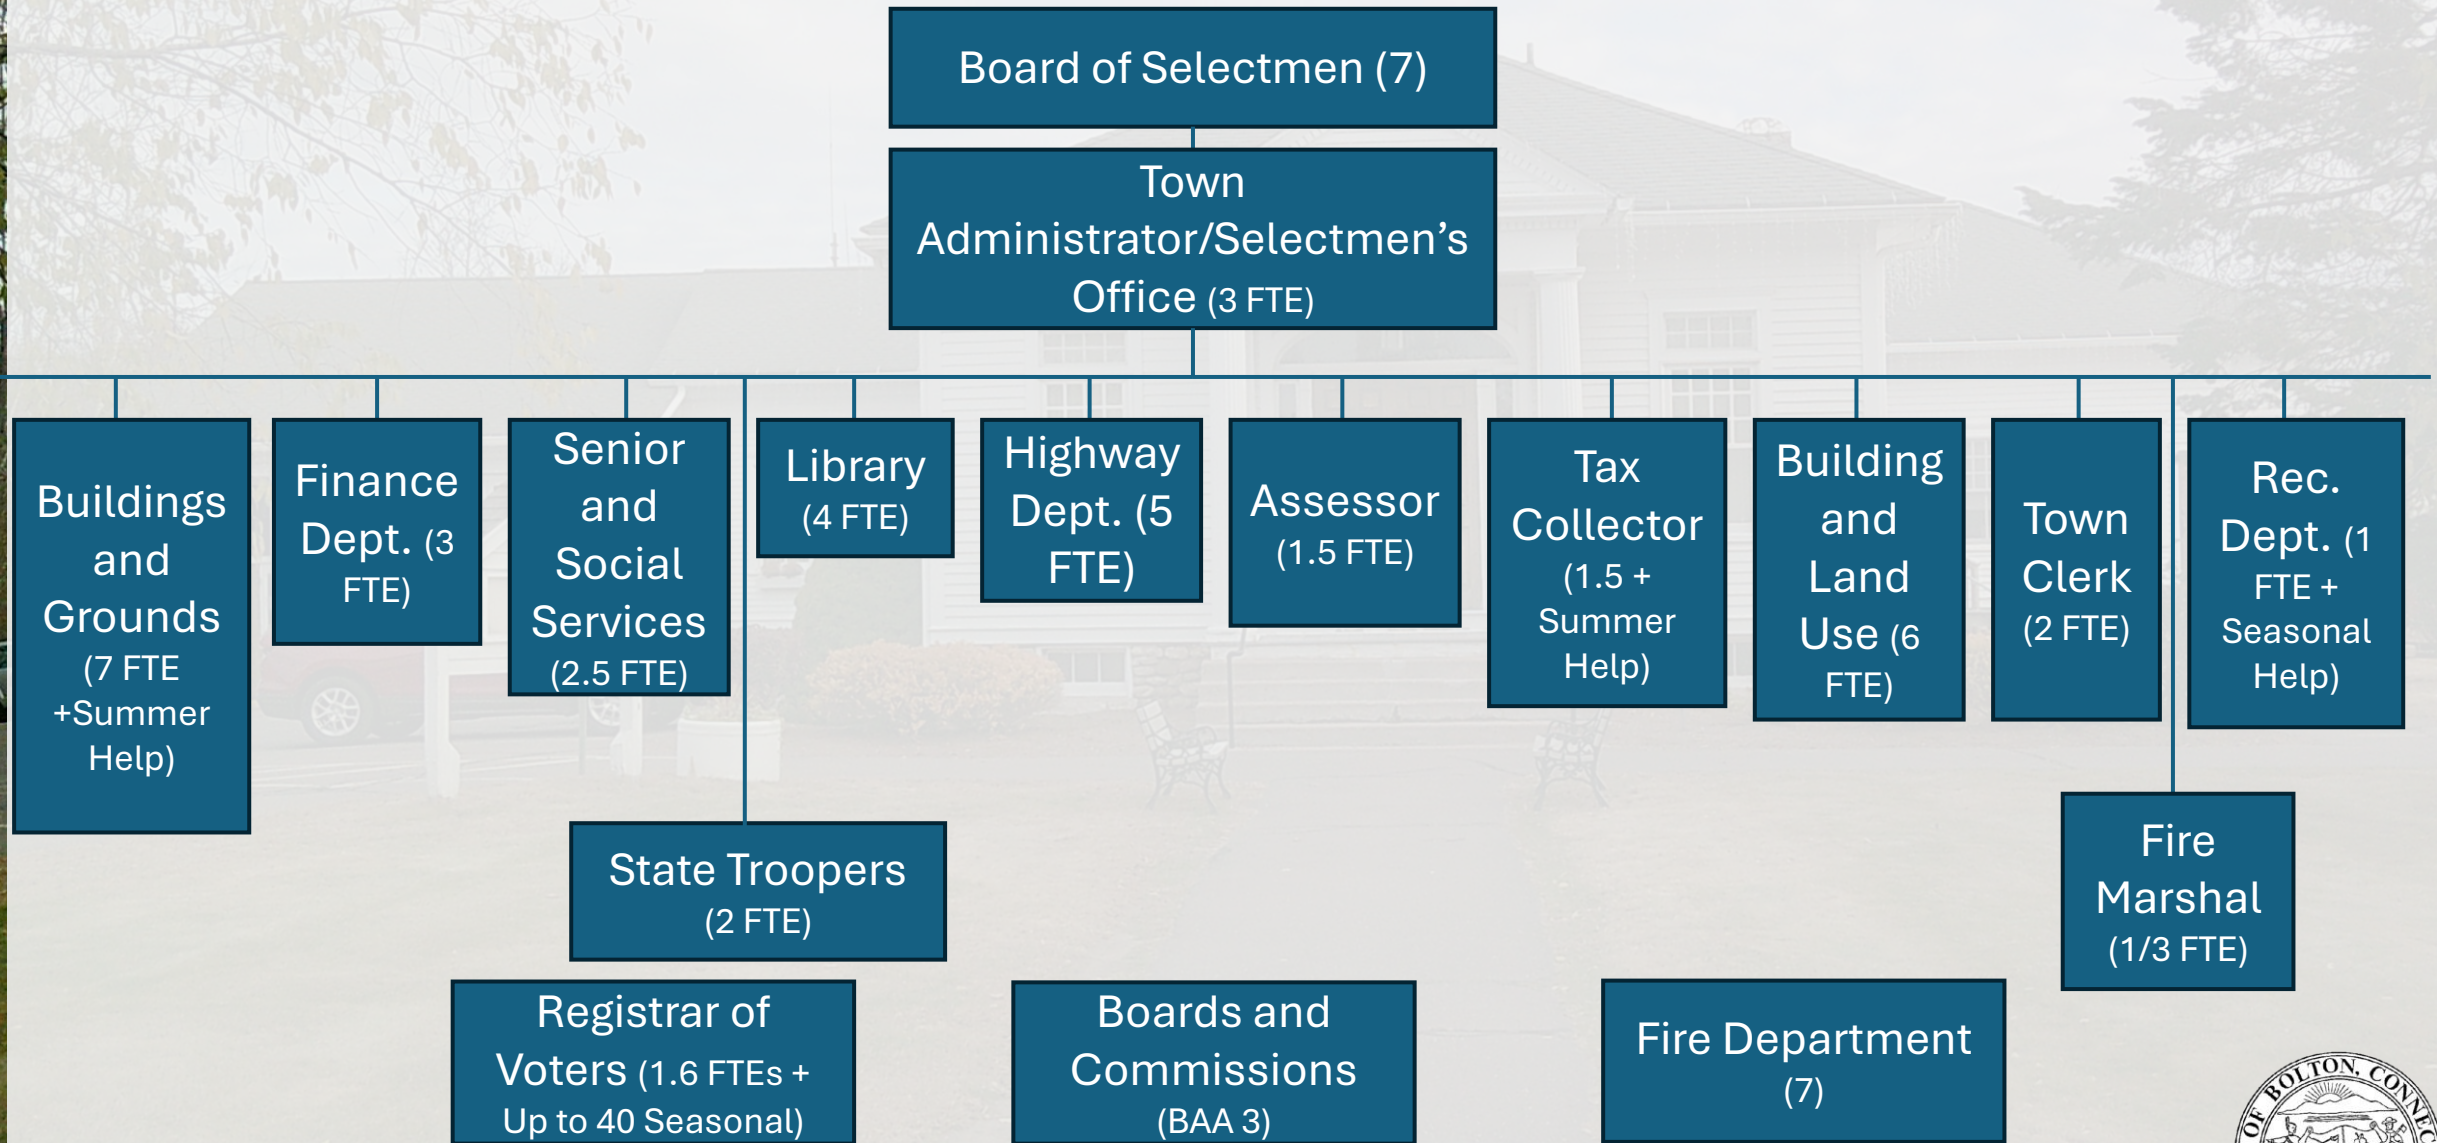 Board of Selectmen (7)
Town
Administrator/Selectmen’s
Office (3 FTE)
Buildings
and
Grounds
(7 FTE
+Summer
Help)
Finance
Dept. (3
FTE)
Senior
and
Social
Services
(2.5 FTE)
Library
(4 FTE)
Highway
Dept. (5
FTE)
Assessor
(1.5 FTE)
Tax
Collector
(1.5 +
Summer
Help)
Building
and
Land
Use (6
FTE)
Town
Clerk
(2 FTE)
Rec.
Dept. (1
FTE +
Seasonal
Help)
State Troopers
(2 FTE)
Fire
Marshal
(1/3 FTE)
Registrar of
Voters (1.6 FTEs +
Up to 40 Seasonal)
Boards and
Commissions
(BAA 3)
Fire Department
(7)
OF BOLTON, CONNEC